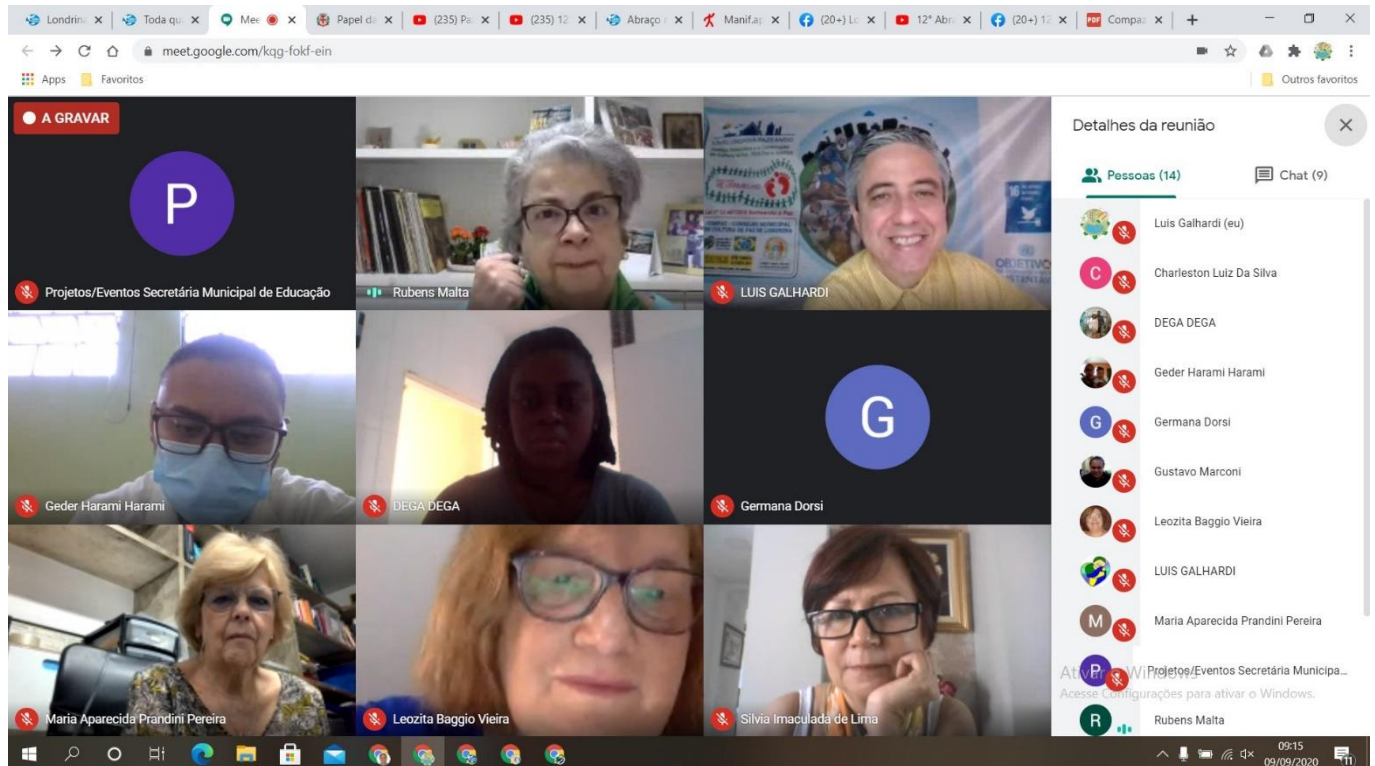 Londrin
Toda qu
Mee
Papel d
(235) Pa
(235) 12
Abraço
Manif.a
(20+) L
12° Abr
(20+) 12
Compa
meet.google.com/kqg-fokf-ein
Apps
Favoritos
Outros favoritos
A GRAVAR
P
Projetos/Eventos Secretária Municipal de Educação
Rubens Malta
LUIS GALHARDI
Geder Harami Harami
DEGA DEGA
G
Germana Dorsi
Maria Aparecida Prandini Pereira
Leozita Baggio Vieira
Silvia Imaculada de Lima
Detalhes da reunião
Pessoas (14)
Chat (9)
Luis Galhardi (eu)
C
Charleston Luiz Da Silva
DEGA DEGA
Geder Harami Harami
G
Germana Dorsi
Gustavo Marconi
Leozita Baggio Vieira
LUIS GALHARDI
M
Maria Aparecida Prandini Pereira
P
Projetos/Eventos Secretária Municipa...
Acesse Configurações para ativar o Windows.
R
Rubens Malta
09:15
09/09/2020